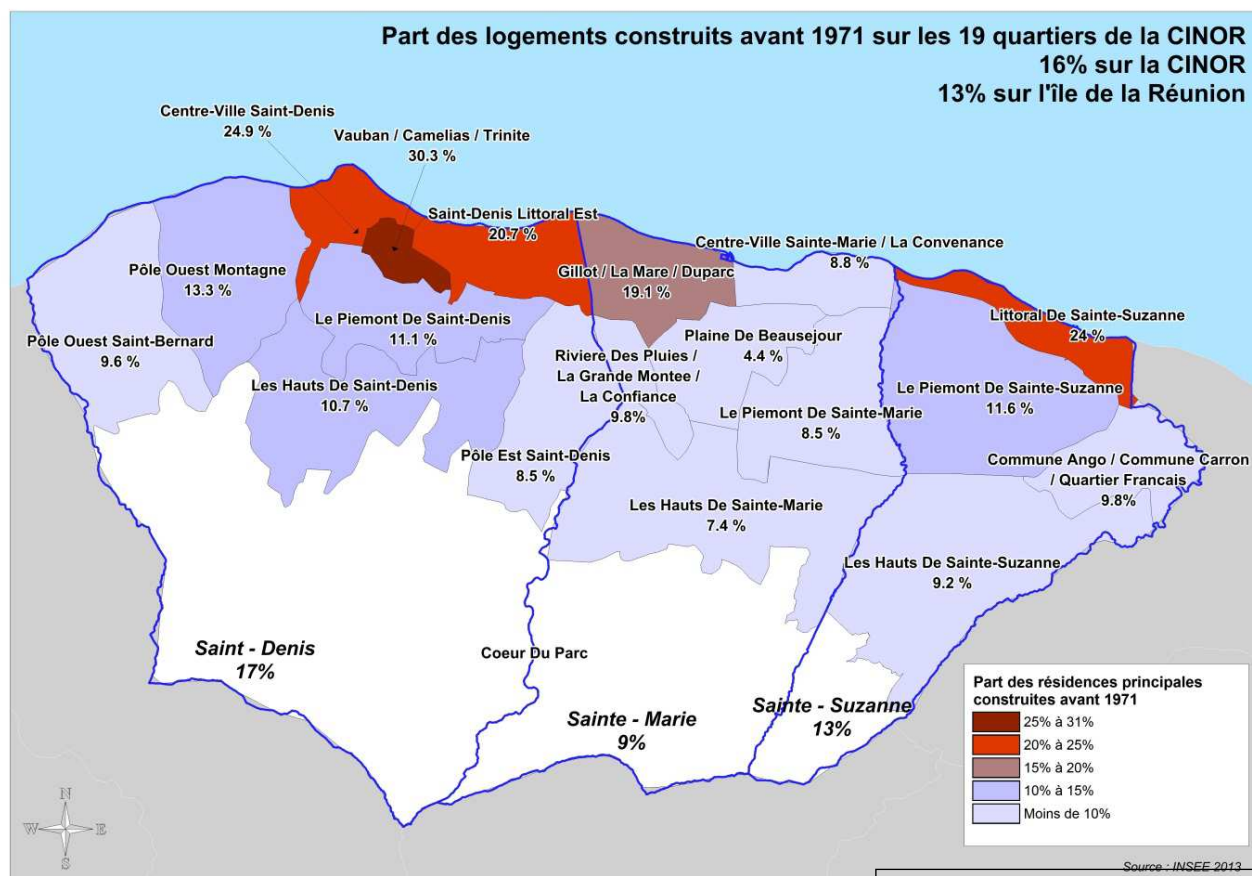 Part des logements construits avant 1971 sur les 19 quartiers de la CINOR
16% sur la CINOR
13% sur l'île de la Réunion
Centre-Ville Saint-Denis
24.9 %
Vauban / Camelias / Trinite
30.3 %
Saint-Denis Littoral Est
20.7 %
Centre-Ville Sainte-Marie / La Convenance
8.8 %
Pôle Ouest Montagne
13.3 %
Gillot / La Mare / Duparc
19.1 %
Littoral De Sainte-Suzanne
24 %
Le Piemont De Saint-Denis
11.1 %
Pôle Ouest Saint-Bernard
9.6 %
Plaine De Beausejour
4.4 %
Riviere Des Pluies /
La Grande Montee /
La Confiance
9.8%
Les Hauts De Saint-Denis
10.7 %
Le Piemont De Sainte-Suzanne
11.6 %
Le Piemont De Sainte-Marie
8.5 %
Pôle Est Saint-Denis
8.5 %
Commune Ango / Commune Carron
/ Quartier Francais
9.8%
Les Hauts De Sainte-Marie
7.4 %
Les Hauts De Sainte-Suzanne
9.2 %
Saint - Denis
17%
Coeur Du Parc
Sainte - Marie
9%
Sainte - Suzanne
13%
Part des résidences principales
construites avant 1971
25% à 31%
20% à 25%
15% à 20%
10% à 15%
Moins de 10%
N
W E
S
Source : INSEE 2013